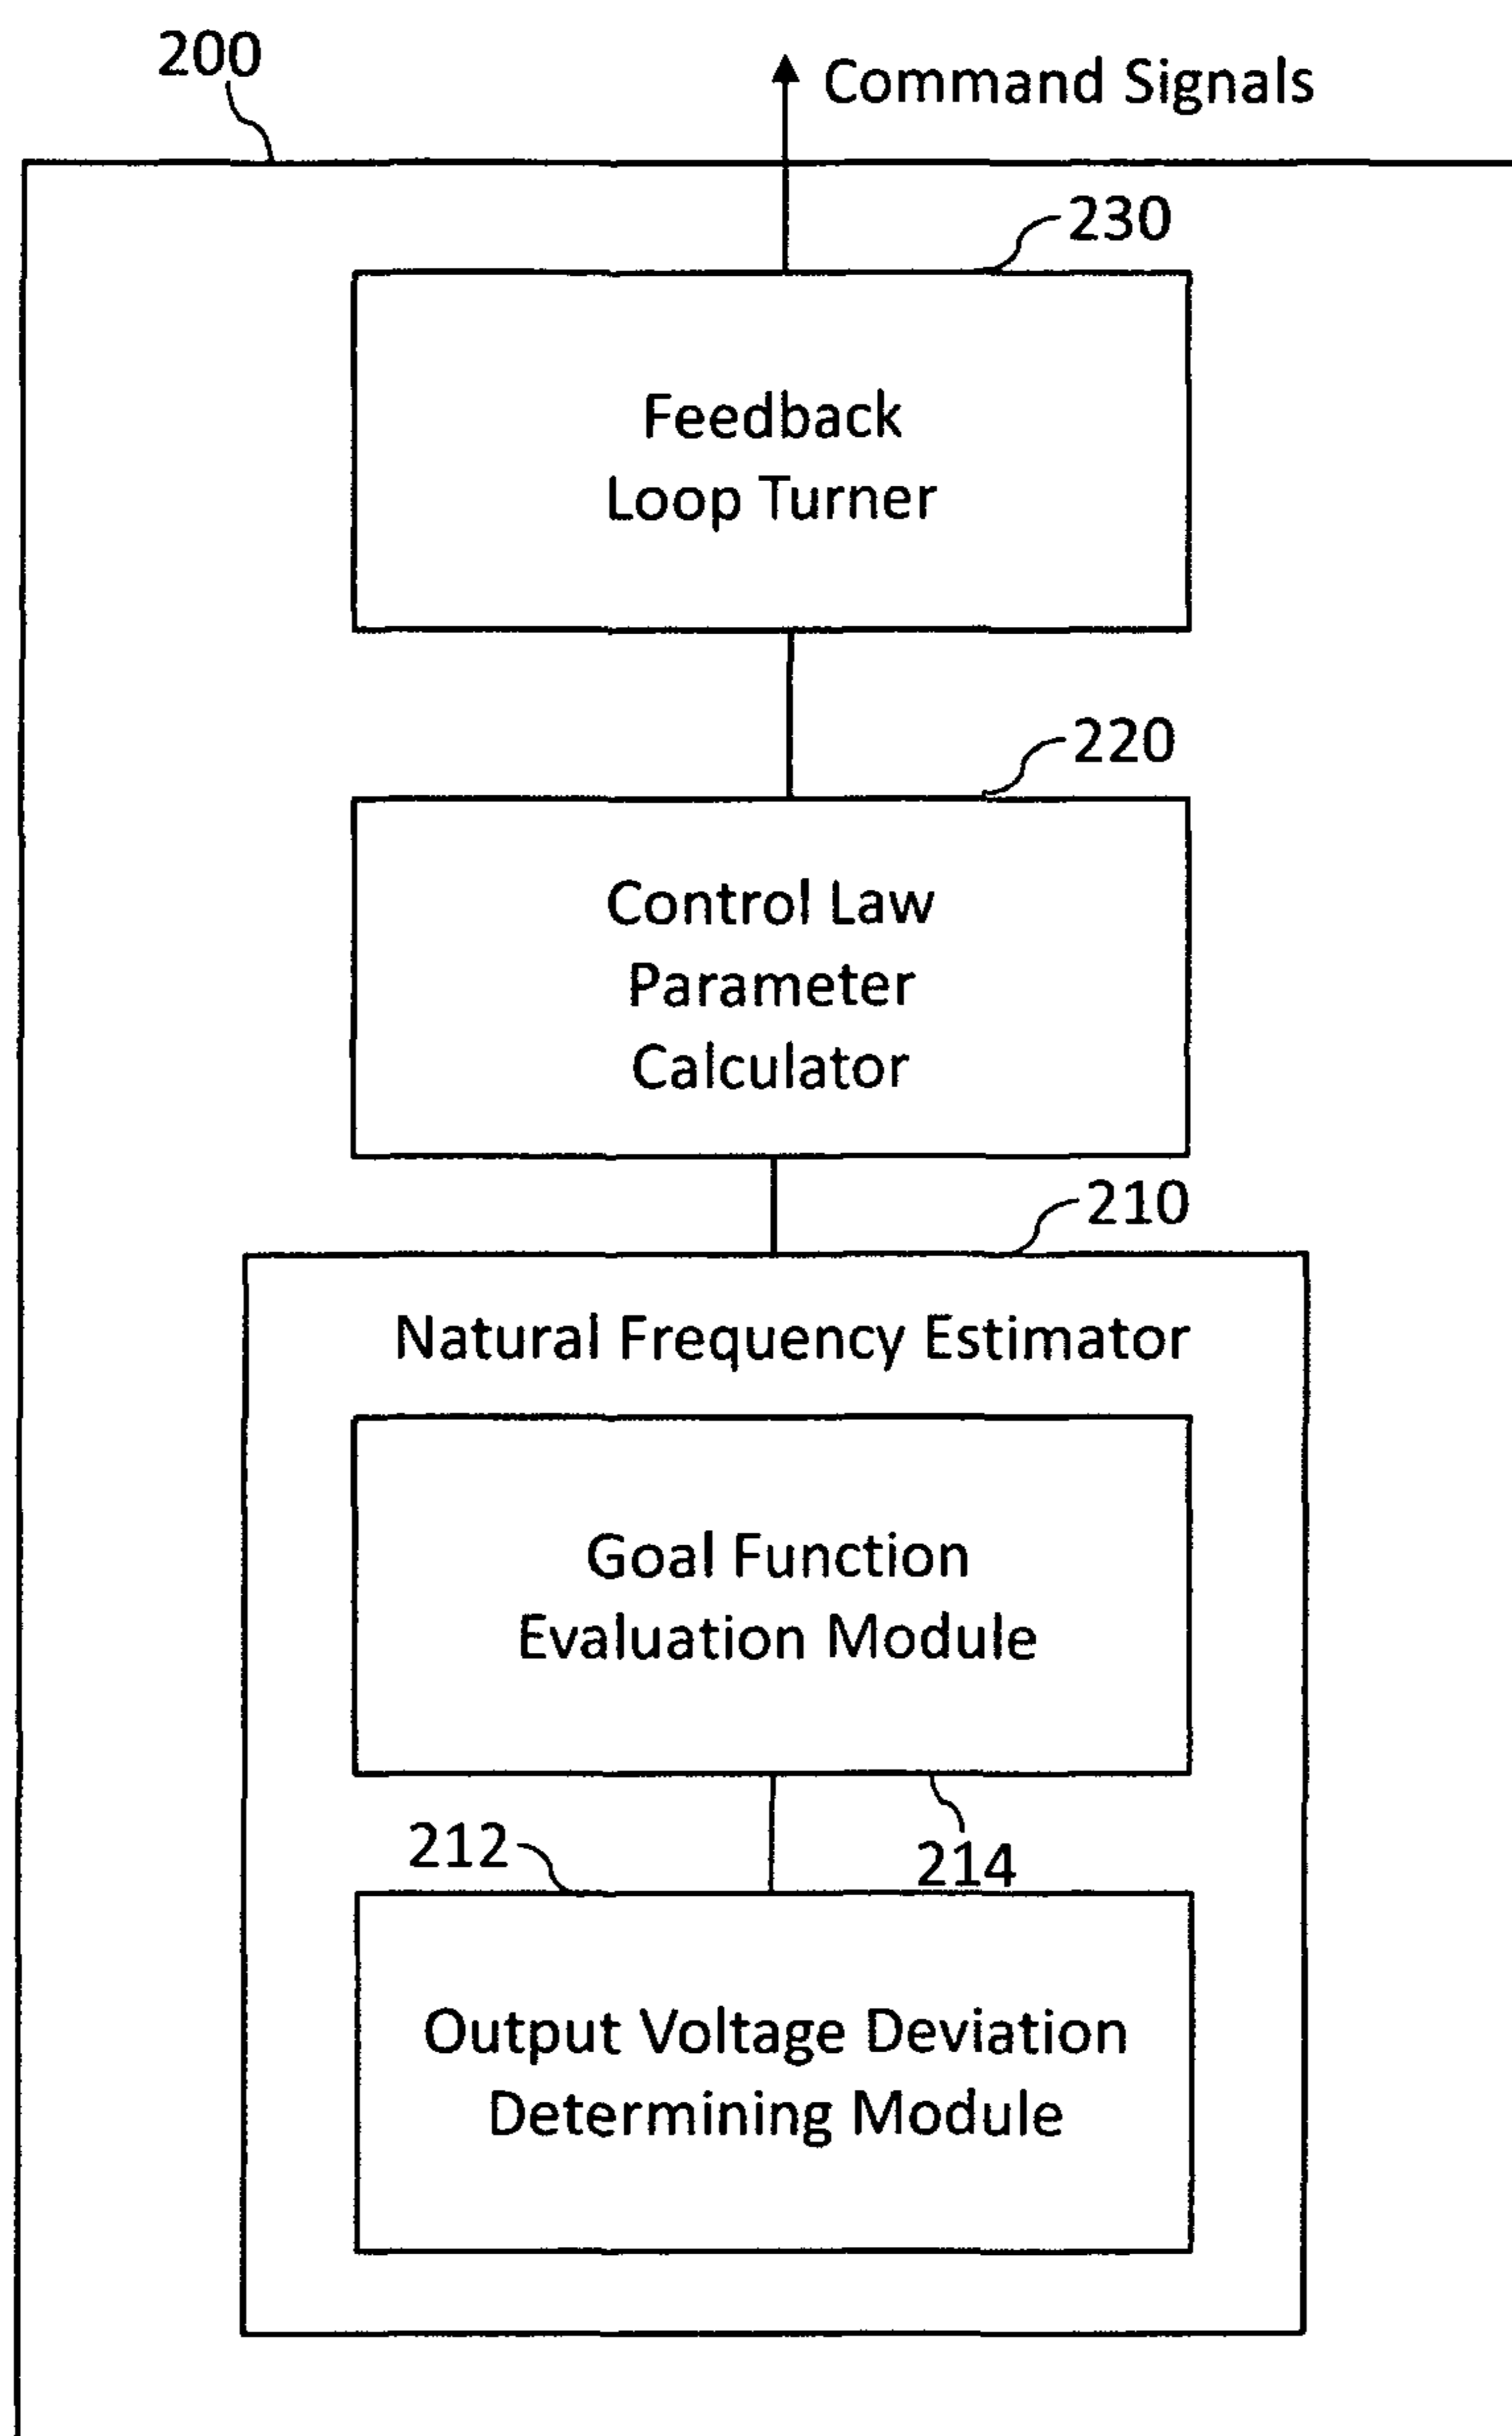 200
Command Signals
230
Feedback
Loop Turner
220
Control Law
Parameter
Calculator
210
Natural Frequency Estimator
Goal Function
Evaluation Module
212
214
Output Voltage Deviation
Determining Module